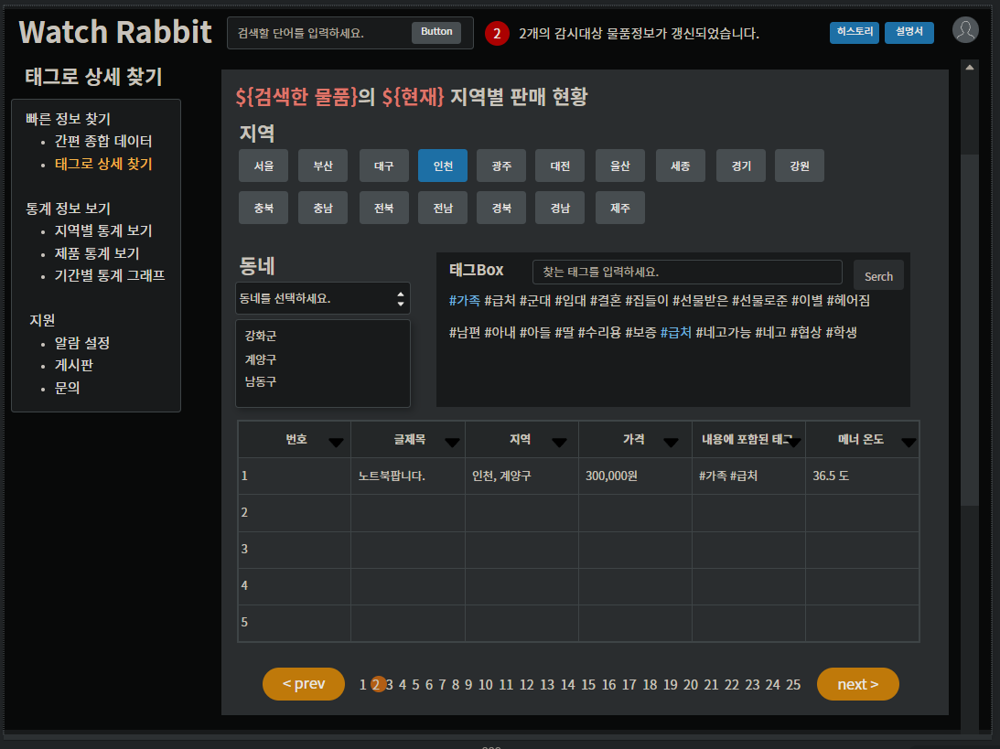 Watch Rabbit
검색할 단어를 입력하세요. Button
2 2개의 감시대상 물품정보가 갱신되었습니다.
히스토리 설명서
태그로 상세 찾기
빠른 정보 찾기
• 간편 종합 데이터
• 태그로 상세 찾기
통계 정보 보기
• 지역별 통계 보기
• 제품 통계 보기
• 기간별 통계 그래프
지원
• 알람 설정
• 게시판
• 문의
${검색한 물품}의 ${현재} 지역별 판매 현황
지역
서울 부산 대구 인천 광주 대전 울산 세종 경기 강원
충북 충남 전북 전남 경북 경남 제주
동네
동네를 선택하세요.
강화군
계양구
남동구
태그Box 찾는 태그를 입력하세요. Serch
#가족 #급처 #군대 #입대 #결혼 #집들이 #선물받은 #선물로준 #이별 #헤어짐
#남편 #아내 #아들 #딸 #수리용 #보증 #급처 #네고가능 #네고 #협상 #학생
번호 글제목 지역 가격 내용에 포함된 태그 메너 온도
1 노트북팝니다. 인천, 계양구 300,000원 #가족 #급처 36.5 도
2
3
4
5
< prev 1 2 3 4 5 6 7 8 9 10 11 12 13 14 15 16 17 18 19 20 21 22 23 24 25 next >